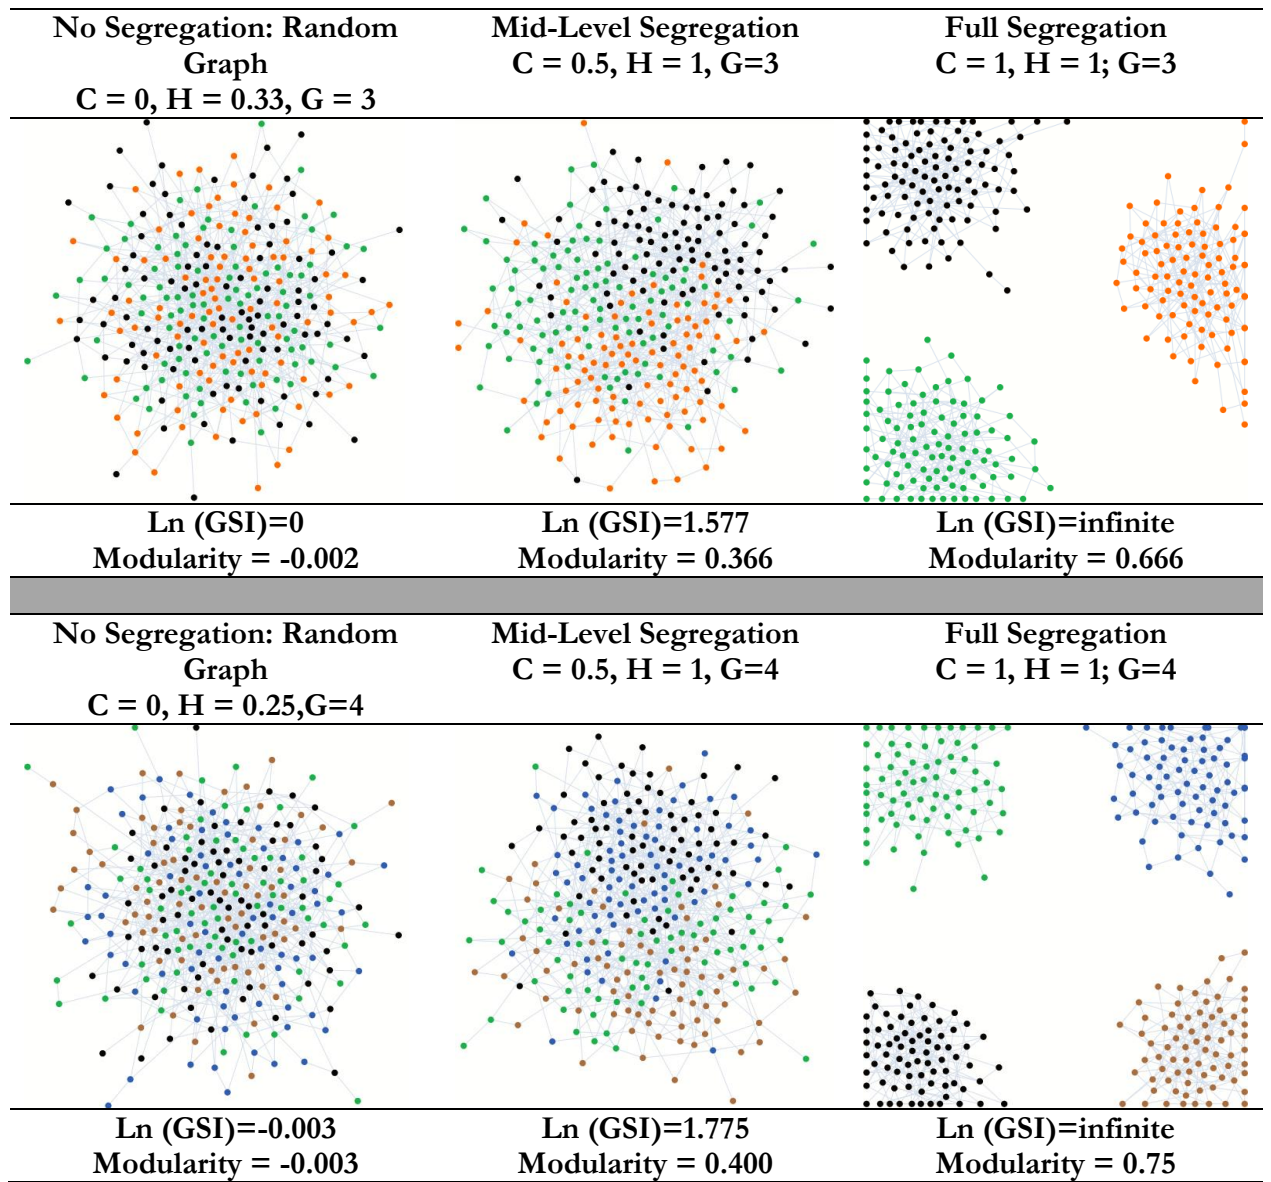 No Segregation: Random
Graph
C = 0, H = 0.33, G = 3
Mid-Level Segregation
C = 0.5, H = 1, G=3
Full Segregation
C = 1, H = 1; G=3
Ln (GSI)=0
Modularity = -0.002
Ln (GSI)=1.577
Modularity = 0.366
Ln (GSI)=infinite
Modularity = 0.666
No Segregation: Random
Graph
C = 0, H = 0.25,G=4
Mid-Level Segregation
C = 0.5, H = 1, G=4
Full Segregation
C = 1, H = 1; G=4
Ln (GSI)=-0.003
Modularity = -0.003
Ln (GSI)=1.775
Modularity = 0.400
Ln (GSI)=infinite
Modularity = 0.75